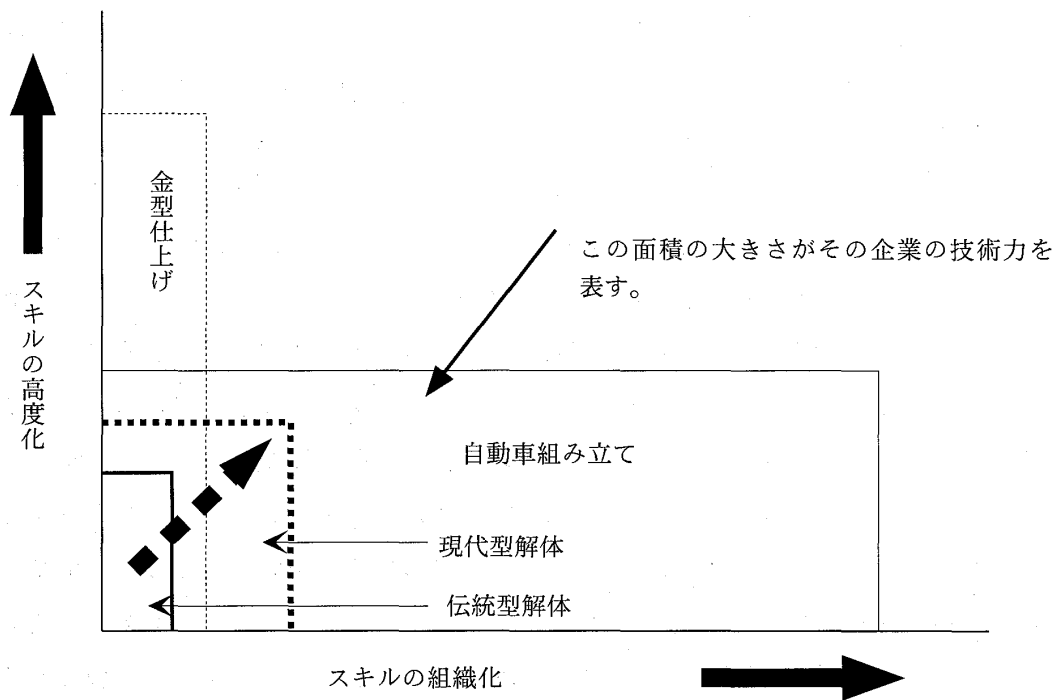 スキルの高度化
金型仕上げ
この面積の大きさがその企業の技術力を
表す。
自動車組み立て
現代型解体
伝統型解体
スキルの組織化